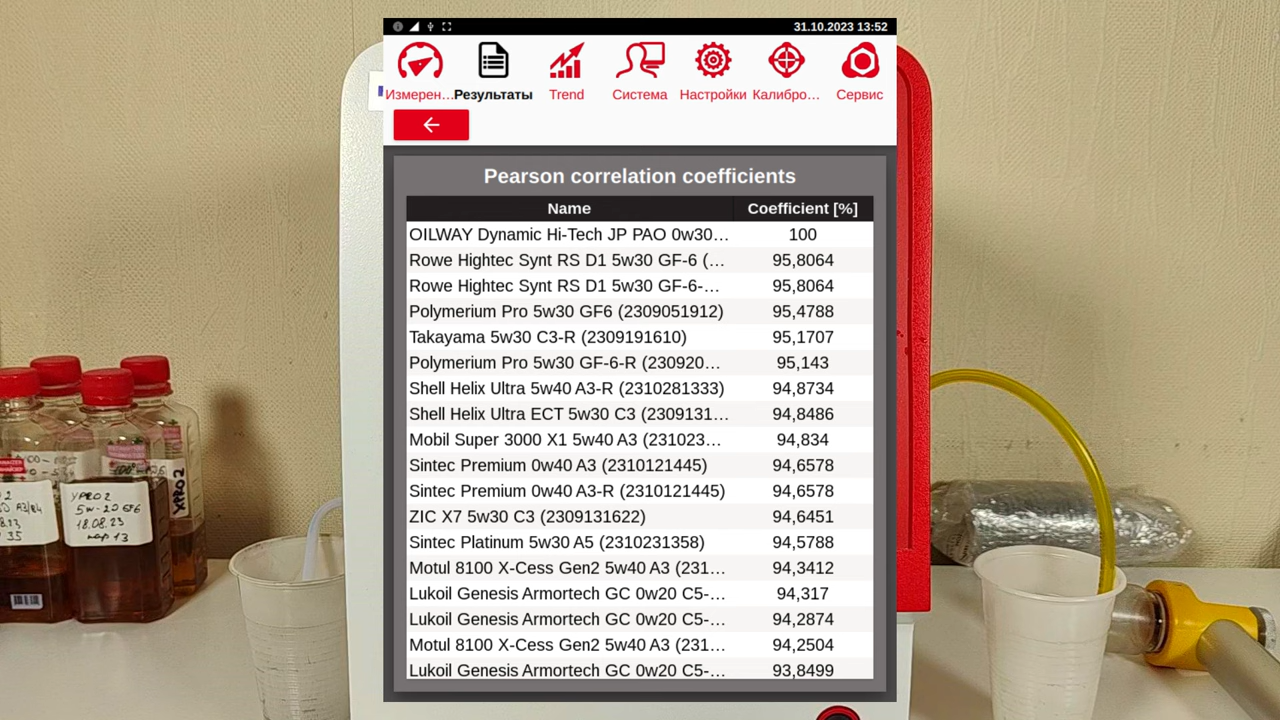 31.10.2023 13:52
Измерен… Результаты Trend Система Настройки Калибро… Сервис
Pearson correlation coefficients
Name Coefficient [%]
OILWAY Dynamic Hi-Tech JP PAO 0w30… 100
Rowe Hightec Synt RS D1 5w30 GF-6 (… 95,8064
Rowe Hightec Synt RS D1 5w30 GF-6-… 95,8064
Polymerium Pro 5w30 GF6 (2309051912) 95,4788
Takayama 5w30 C3-R (2309191610) 95,1707
Polymerium Pro 5w30 GF-6-R (230920… 95,143
Shell Helix Ultra 5w40 A3-R (2310281333) 94,8734
Shell Helix Ultra ECT 5w30 C3 (2309131… 94,8486
Mobil Super 3000 X1 5w40 A3 (231023… 94,834
Sintec Premium 0w40 A3 (2310121445) 94,6578
Sintec Premium 0w40 A3-R (2310121445) 94,6578
ZIC X7 5w30 C3 (2309131622) 94,6451
Sintec Platinum 5w30 A5 (2310231358) 94,5788
Motul 8100 X-Cess Gen2 5w40 A3 (231… 94,3412
Lukoil Genesis Armortech GC 0w20 C5-… 94,317
Lukoil Genesis Armortech GC 0w20 C5-… 94,2874
Motul 8100 X-Cess Gen2 5w40 A3 (231… 94,2504
Lukoil Genesis Armortech GC 0w20 C5-… 93,8499
XPRO2
5w-20 GF6
18.08.23
XPRO2